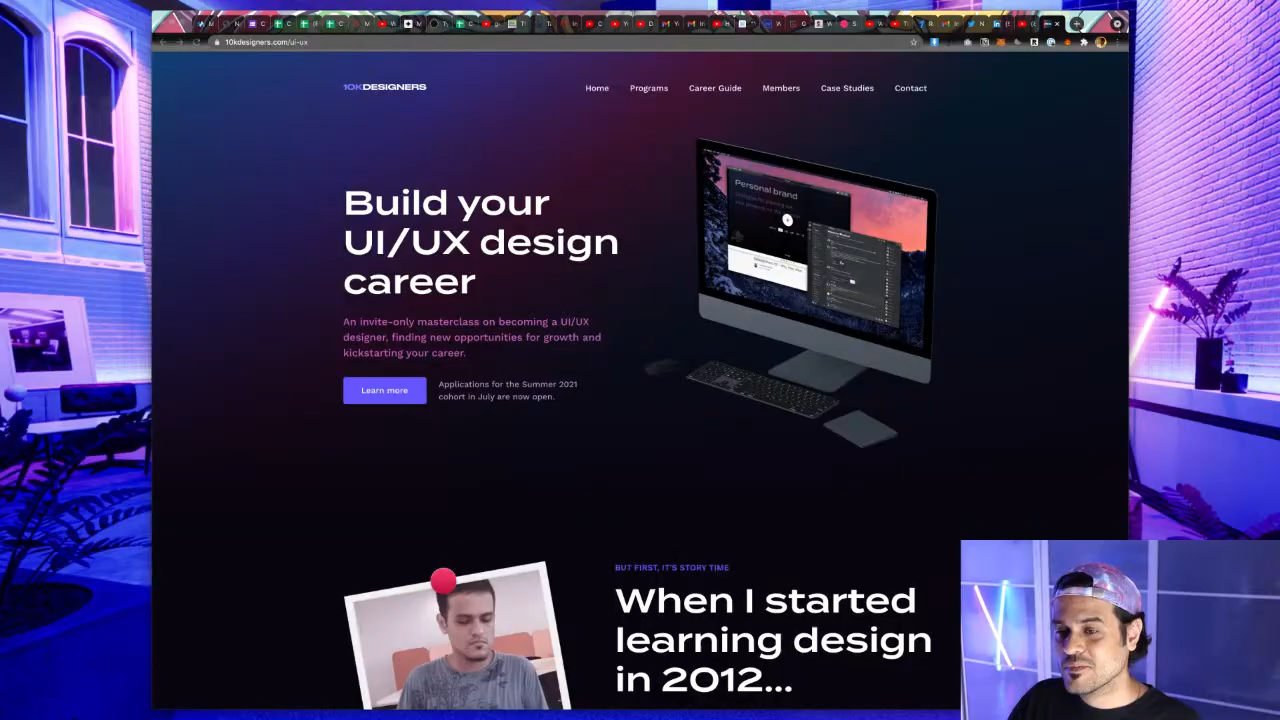 10kdesigners.com/ui-ux
10KDESIGNERS
Home Programs Career Guide Members Case Studies Contact
Build your
UI/UX design
career
Personal brand
An invite-only masterclass on becoming a UI/UX
designer, finding new opportunities for growth and
kickstarting your career.
Learn more
Applications for the Summer 2021
cohort in July are now open.
BUT FIRST, IT'S STORY TIME
When I started
learning design
in 2012...